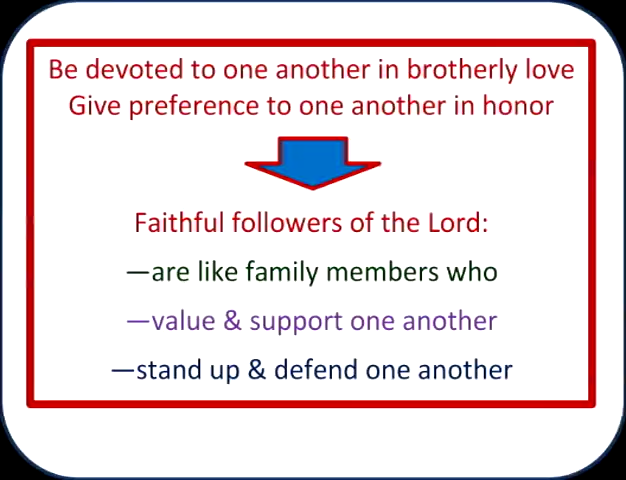 Be devoted to one another in brotherly love
Give preference to one another in honor
Faithful followers of the Lord:
—are like family members who
—value & support one another
—stand up & defend one another